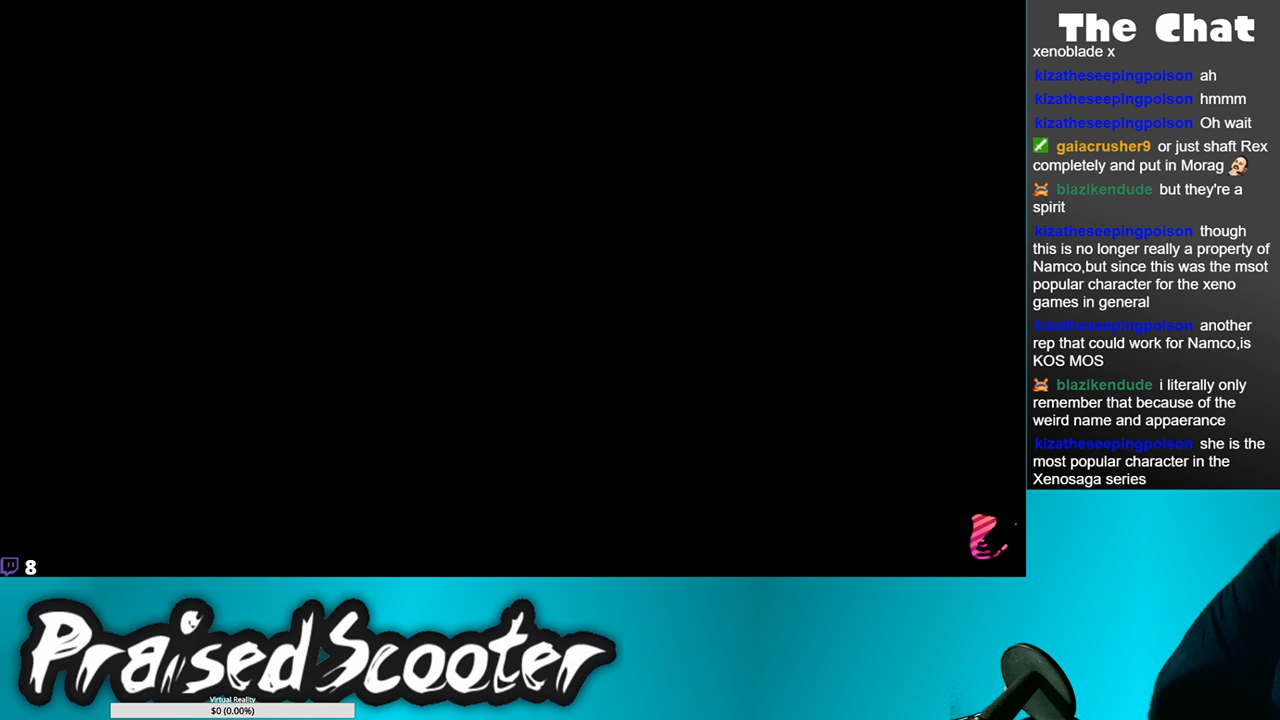 The Chat
xenoblade x
kizatheseepingpoison ah
kizatheseepingpoison hmmm
kizatheseepingpoison Oh wait
gaiacrusher9 or just shaft Rex
completely and put in Morag
blazikendude but they're a
spirit
kizatheseepingpoison though
this is no longer really a property of
Namco,but since this was the msot
popular character for the xeno
games in general
kizatheseepingpoison another
rep that could work for Namco,is
KOS MOS
blazikendude i literally only
remember that because of the
weird name and appaerance
kizatheseepingpoison she is the
most popular character in the
Xenosaga series
8
PraisedScooter
Virtual Reality
$0 (0.00%)